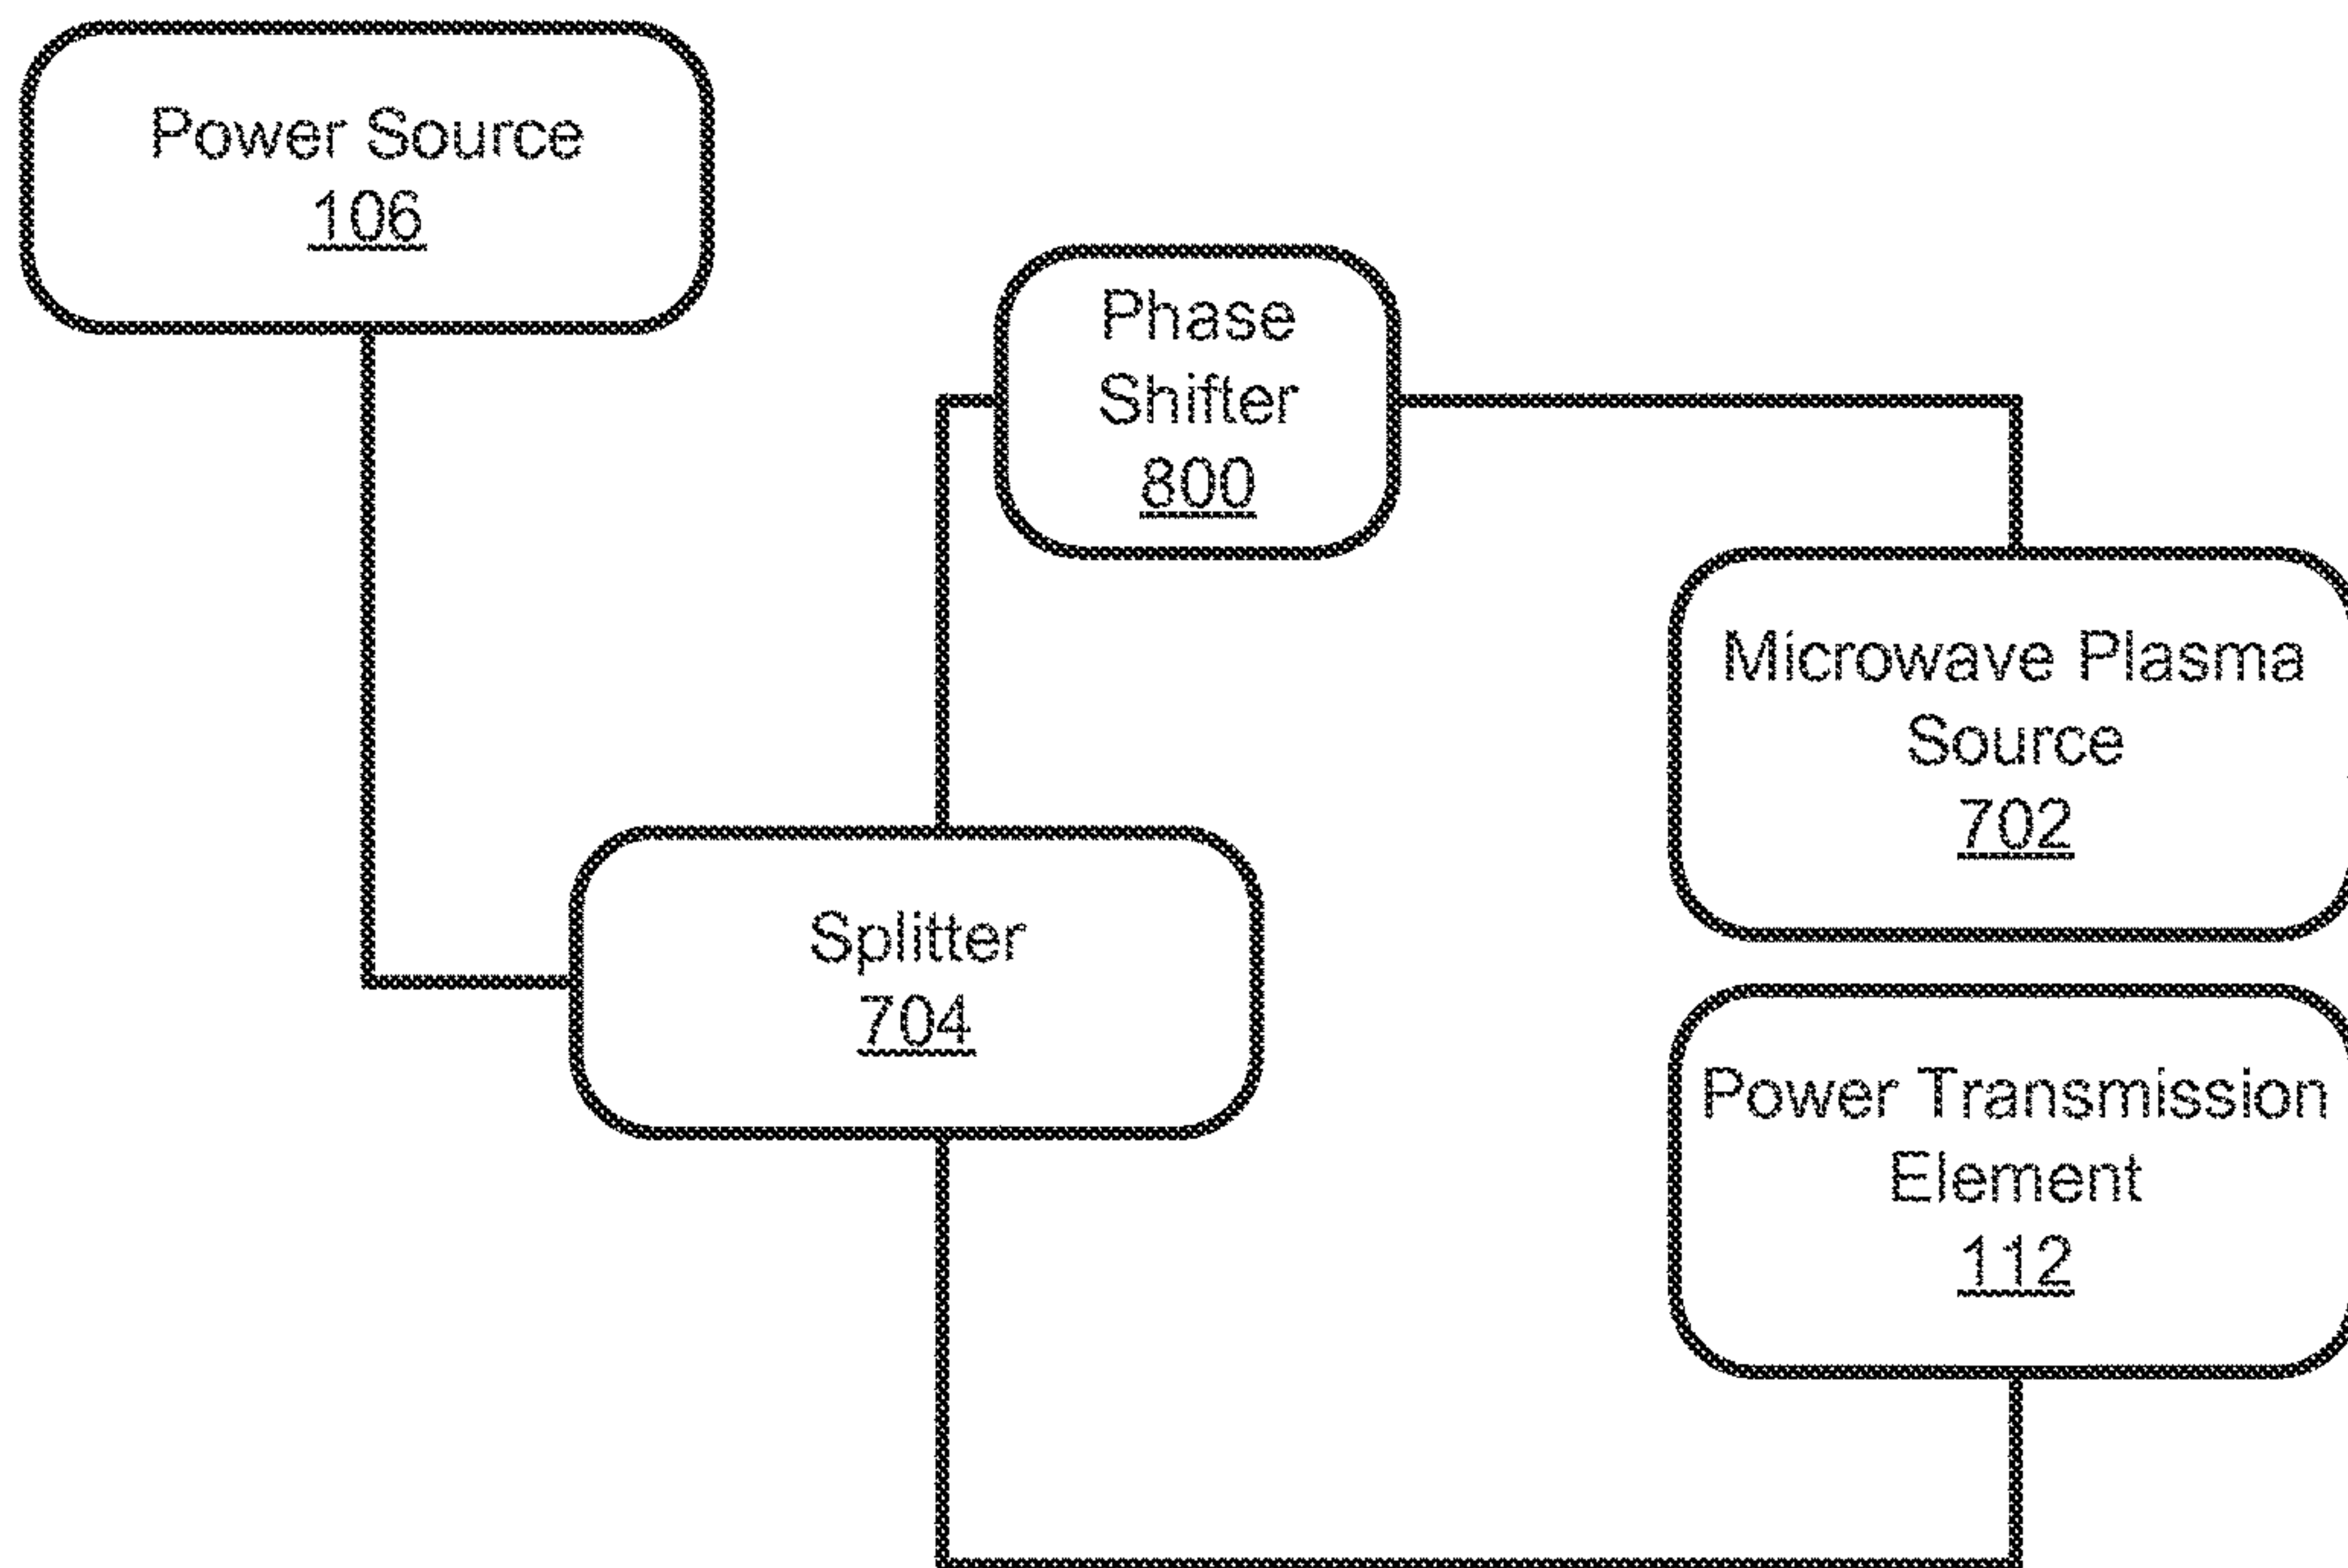 Power Source
106
Phase
Shifter
800
Microwave Plasma
Source
702
Splitter
704
Power Transmission
Element
112